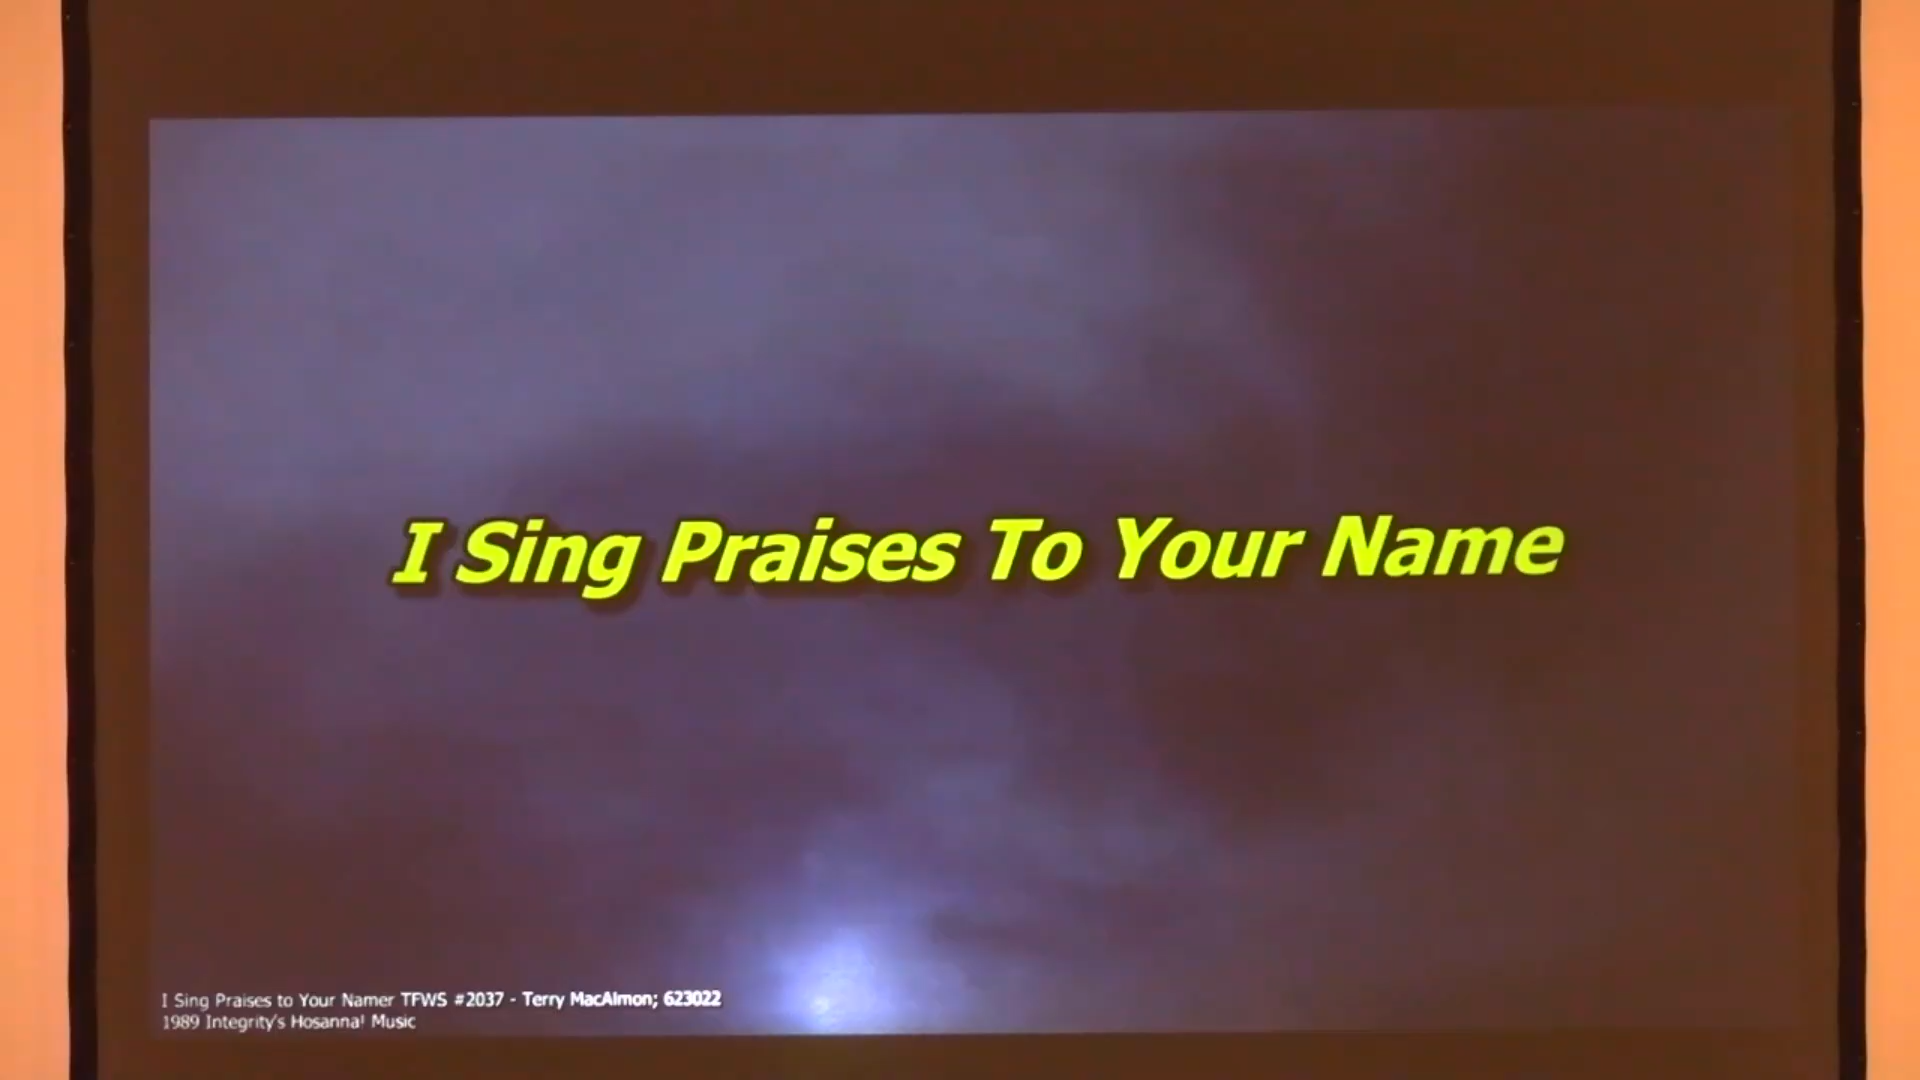 I Sing Praises To Your Name
I Sing Praises to Your Namer TFWS #2037 - Terry MacAlmon; 623022
1989 Integrity's Hosanna! Music